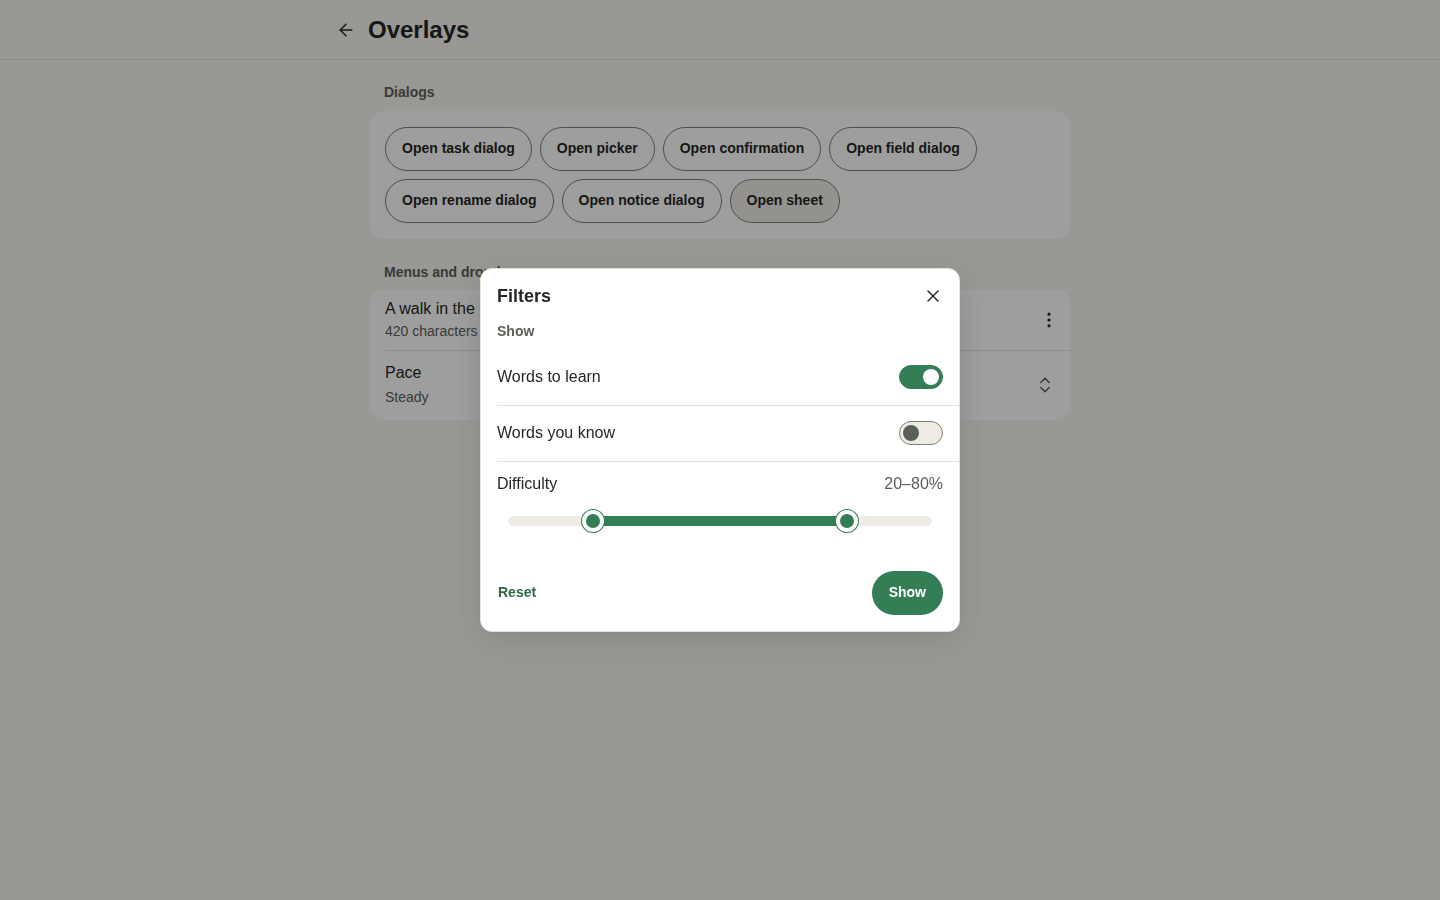 Overlays
Dialogs
Open task dialog
Open picker
Open confirmation
Open field dialog
Open rename dialog
Open notice dialog
Open sheet
Menus and
A walk in the
420 characters
Pace
Steady
Filters
Show
Words to learn
Words you know
Difficulty
20–80%
Reset
Show